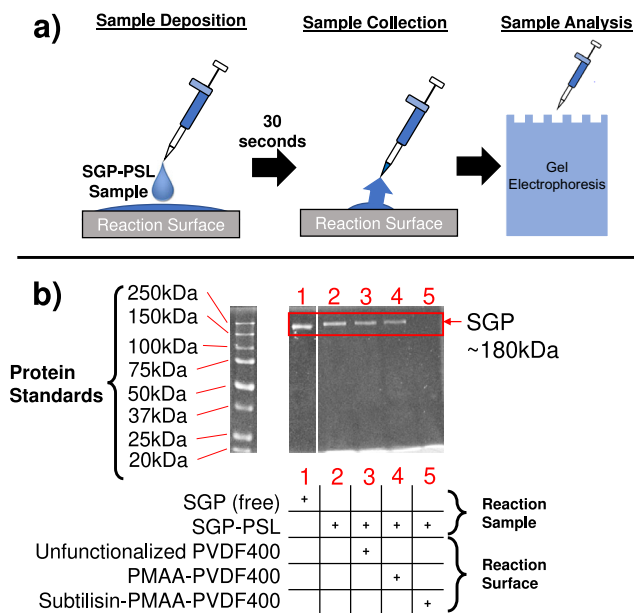 a)
Sample Deposition
Sample Collection
Sample Analysis
30
seconds
SGP-PSL
Sample
Reaction Surface
Reaction Surface
Gel
Electrophoresis
b)
Protein
Standards
250kDa
150kDa
100kDa
75kDa
50kDa
37kDa
25kDa
20kDa
1 2 3 4 5
SGP
~180kDa
1 2 3 4 5
SGP (free) +
SGP-PSL + + + +
Unfunctionalized PVDF400 +
PMAA-PVDF400 +
Subtilisin-PMAA-PVDF400 +
Reaction
Sample
Reaction
Surface